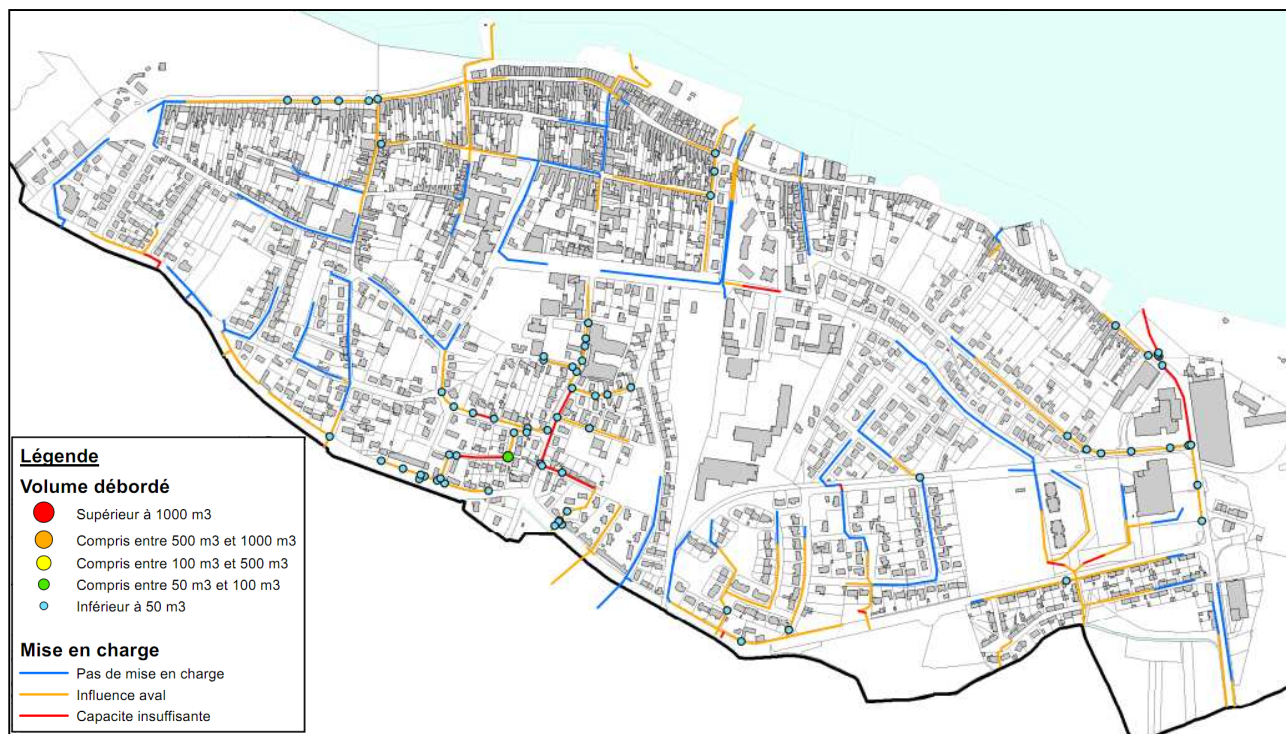 Légende
Volume débordé
Supérieur à 1000 m3
Compris entre 500 m3 et 1000 m3
Compris entre 100 m3 et 500 m3
Compris entre 50 m3 et 100 m3
Inférieur à 50 m3
Mise en charge
Pas de mise en charge
Influence aval
Capacite insuffisante